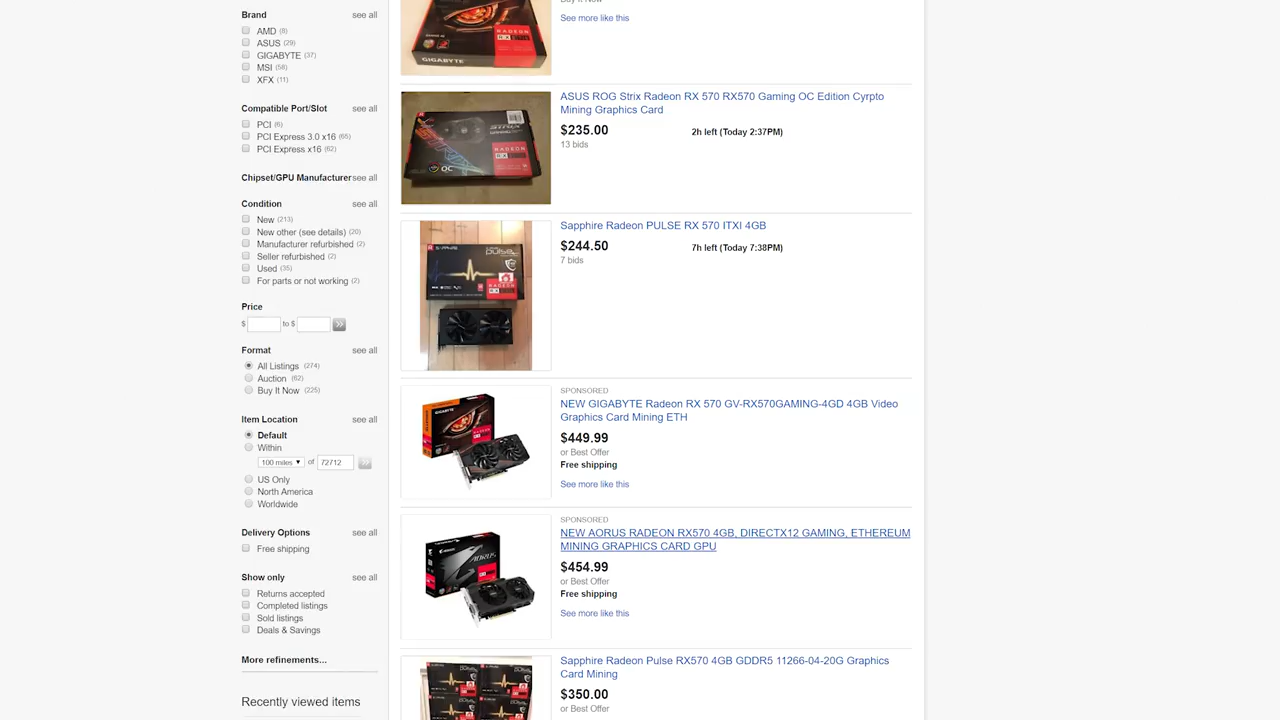 Brand see all
AMD (8)
ASUS (29)
GIGABYTE (37)
MSI (58)
XFX (11)
Compatible Port/Slot see all
PCI (6)
PCI Express 3.0 x16 (65)
PCI Express x16 (62)
Chipset/GPU Manufacturer see all
Condition see all
New (213)
New other (see details) (20)
Manufacturer refurbished (2)
Seller refurbished (2)
Used (35)
For parts or not working (2)
Price
$ to $
Format see all
All Listings (274)
Auction (62)
Buy It Now (225)
Item Location see all
Default
Within
100 miles of 72712
US Only
North America
Worldwide
Delivery Options see all
Free shipping
Show only see all
Returns accepted
Completed listings
Sold listings
Deals & Savings
More refinements...
Recently viewed items
See more like this
RADEON
GIGABYTE
ASUS ROG Strix Radeon RX 570 RX570 Gaming OC Edition Cyrpto
Mining Graphics Card
$235.00 2h left (Today 2:37PM)
13 bids
STRIX
RADEON
OC
Sapphire Radeon PULSE RX 570 ITXI 4GB
$244.50 7h left (Today 7:38PM)
7 bids
SAPPHIRE
PULSE
RADEON
SPONSORED
NEW GIGABYTE Radeon RX 570 GV-RX570GAMING-4GD 4GB Video
Graphics Card Mining ETH
$449.99
or Best Offer
Free shipping
See more like this
GIGABYTE
SPONSORED
NEW AORUS RADEON RX570 4GB, DIRECTX12 GAMING, ETHEREUM
MINING GRAPHICS CARD GPU
$454.99
or Best Offer
Free shipping
See more like this
AORUS
Sapphire Radeon Pulse RX570 4GB GDDR5 11266-04-20G Graphics
Card Mining
$350.00
or Best Offer